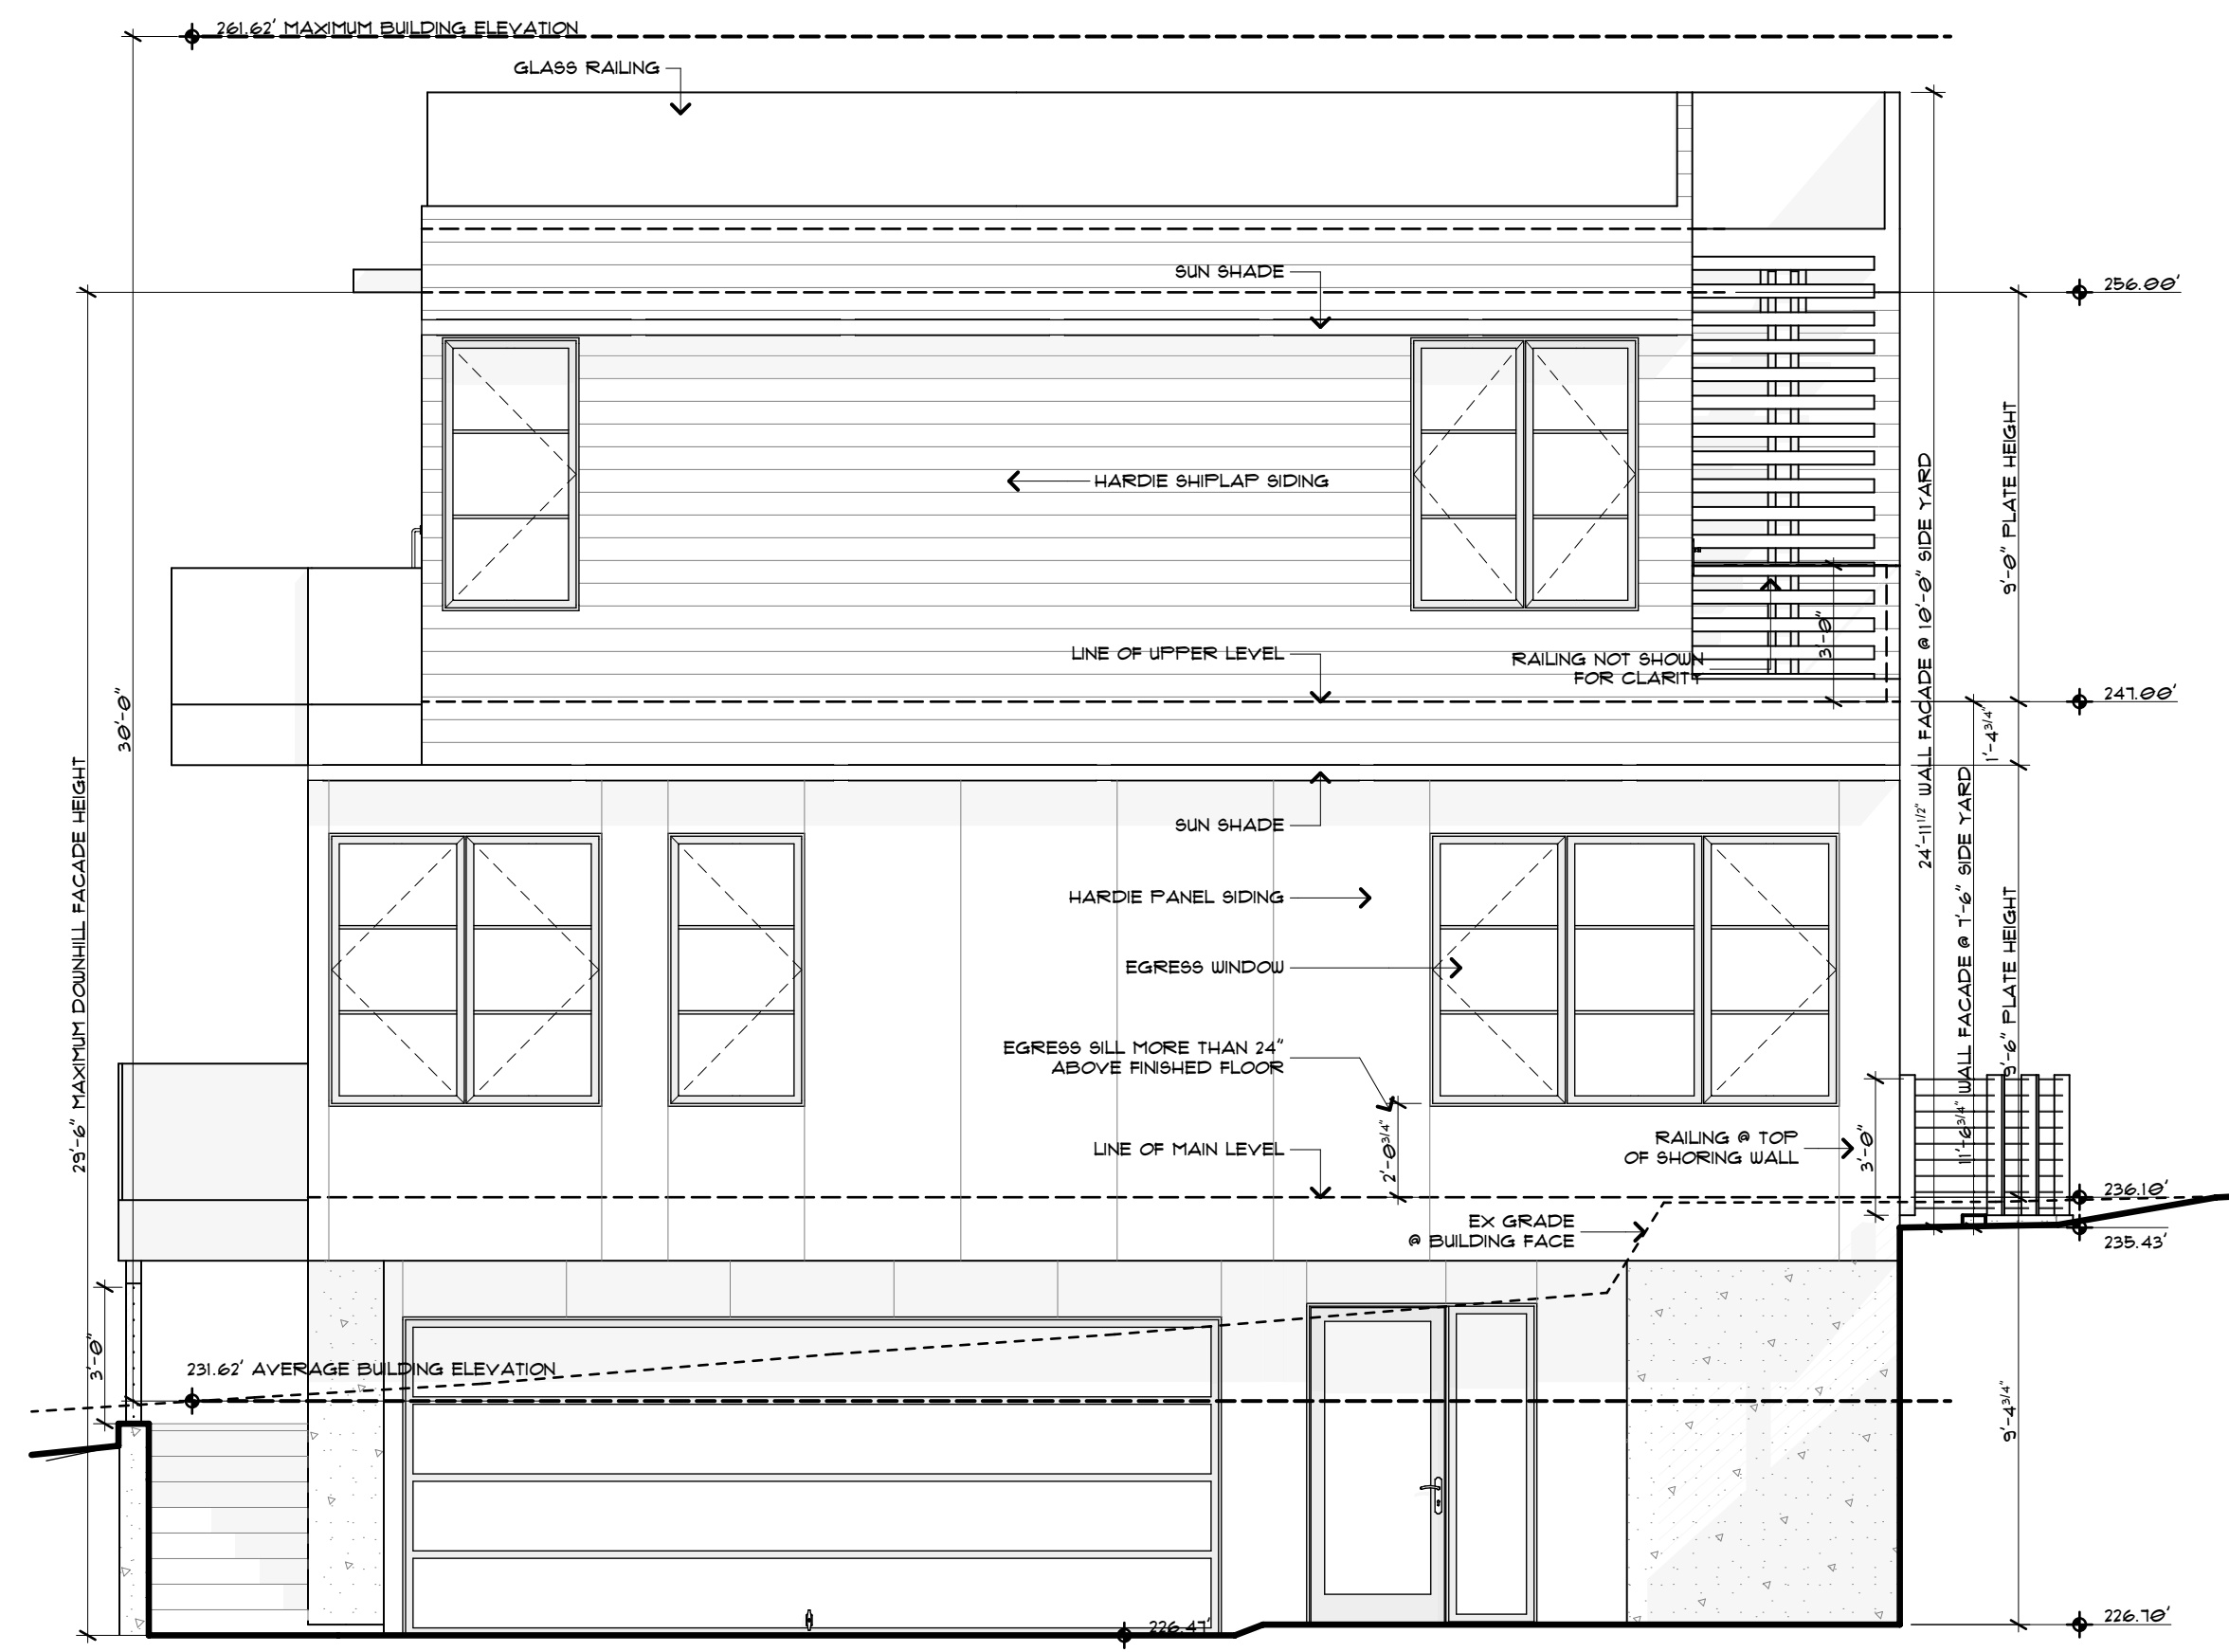 261.62' MAXIMUM BUILDING ELEVATION
GLASS RAILING
SUN SHADE
256.00'
HARDIE SHIPLAP SIDING
9'-0" PLATE HEIGHT
24'-11 1/2" WALL FACADE @ 10'-0" SIDE YARD
LINE OF UPPER LEVEL
RAILING NOT SHOWN
FOR CLARITY
3'-0"
247.00'
1'-4 3/4"
30'-0"
29'-6" MAXIMUM DOWNHILL FACADE HEIGHT
SUN SHADE
HARDIE PANEL SIDING
EGRESS WINDOW
11'-6 3/4" WALL FACADE @ 7'-6" SIDE YARD
9'-6" PLATE HEIGHT
EGRESS SILL MORE THAN 24"
ABOVE FINISHED FLOOR
2'-0 3/4"
LINE OF MAIN LEVEL
RAILING @ TOP
OF SHORING WALL
3'-0"
236.10'
EX GRADE
@ BUILDING FACE
235.43'
3'-0"
231.62' AVERAGE BUILDING ELEVATION
9'-4 3/4"
226.47'
226.70'